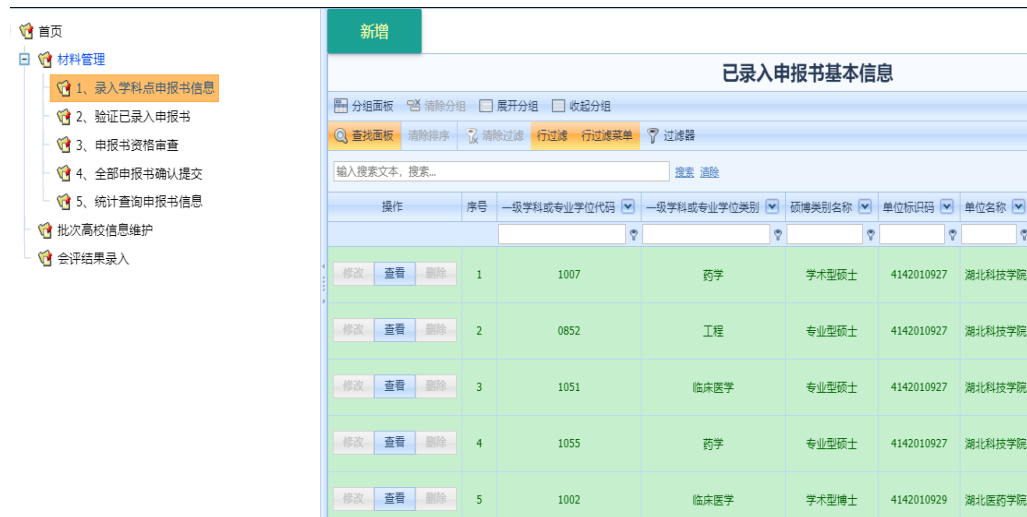 首页
材料管理
1、录入学科点申报书信息
2、验证已录入申报书
3、申报书资格审查
4、全部申报书确认提交
5、统计查询申报书信息
批次高校信息维护
会评结果录入
新增
已录入申报书基本信息
分组面板 清除分组 展开分组 收起分组
查找面板 清除排序 清除过滤 行过滤 行过滤菜单 过滤器
输入搜索文本，搜索... 搜索 清除
操作 序号 一级学科或专业学位代码 一级学科或专业学位类别 硕博类别名称 单位标识码 单位名称
修改 查看 删除 1 1007 药学 学术型硕士 4142010927 湖北科技学院
修改 查看 删除 2 0852 工程 专业型硕士 4142010927 湖北科技学院
修改 查看 删除 3 1051 临床医学 专业型硕士 4142010927 湖北科技学院
修改 查看 删除 4 1055 药学 专业型硕士 4142010927 湖北科技学院
修改 查看 删除 5 1002 临床医学 学术型博士 4142010929 湖北医药学院